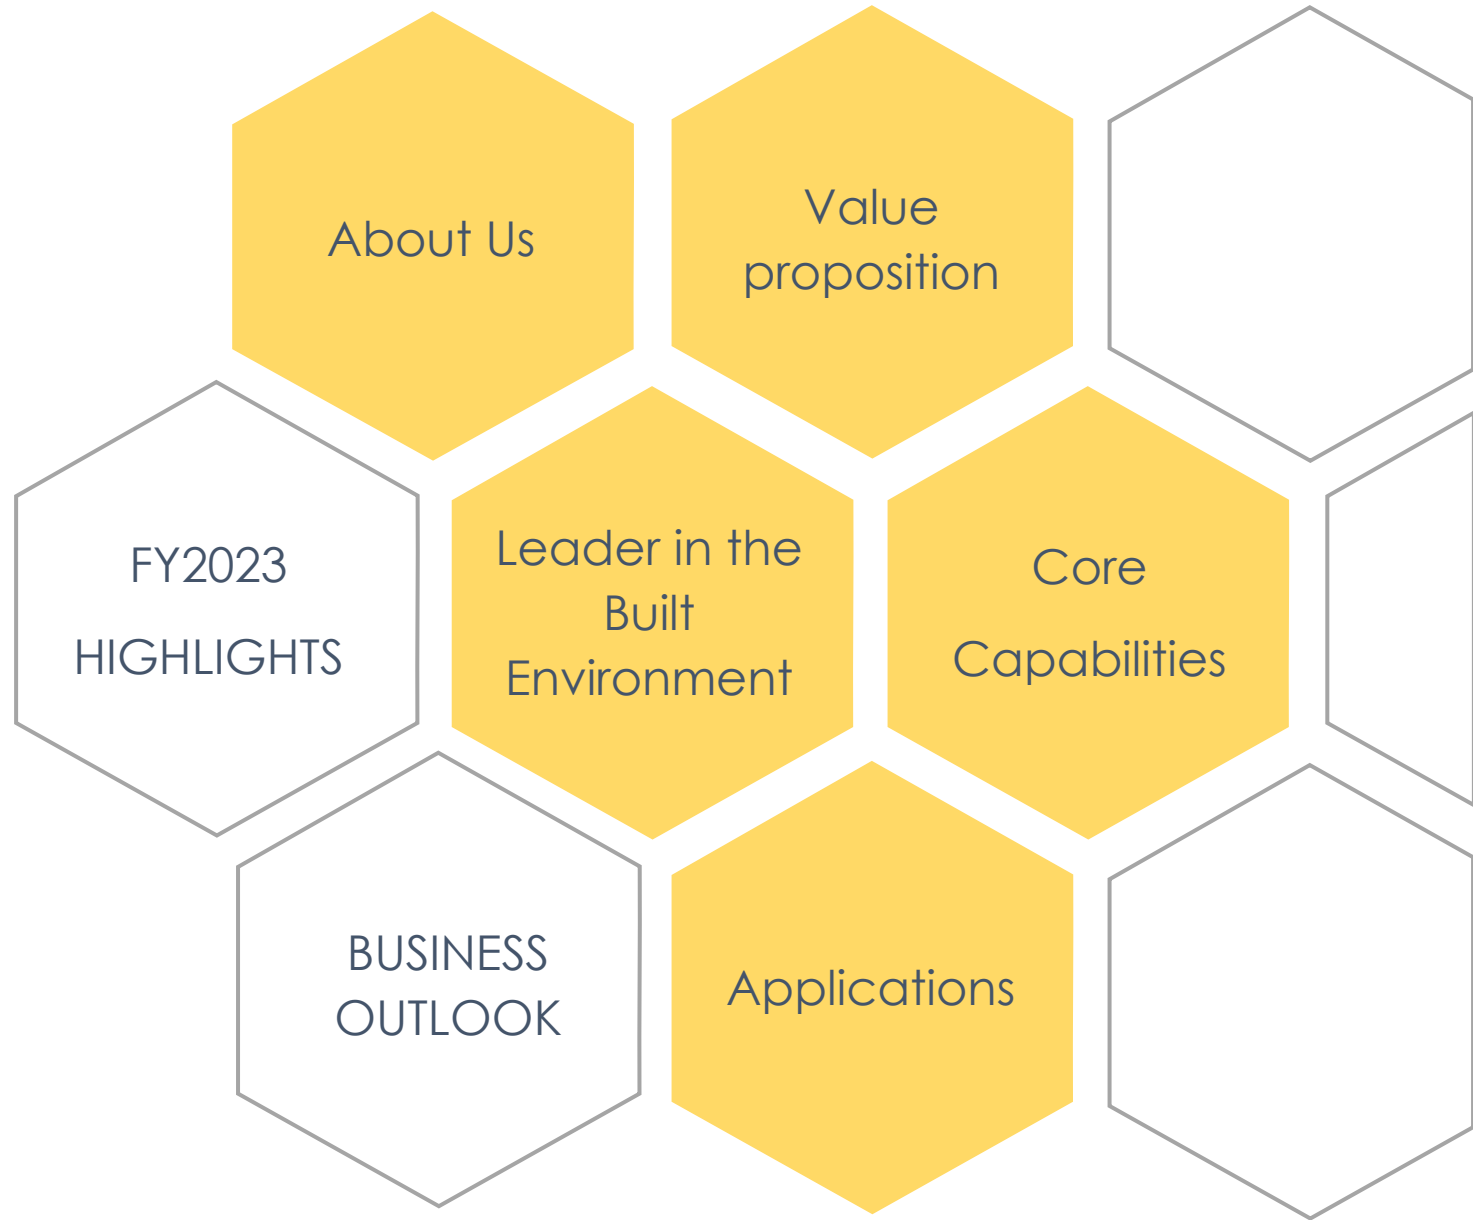 About Us
Value
proposition
FY2023
HIGHLIGHTS
Leader in the
Built
Environment
Core
Capabilities
BUSINESS
OUTLOOK
Applications